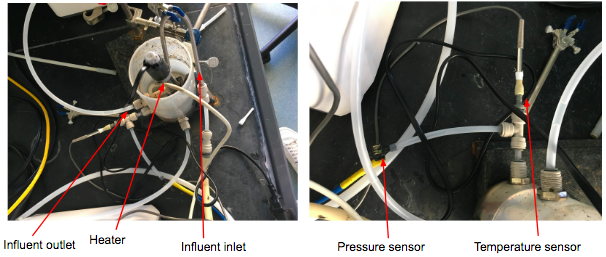 Influent outlet
Heater
Influent inlet
Pressure sensor
Temperature sensor